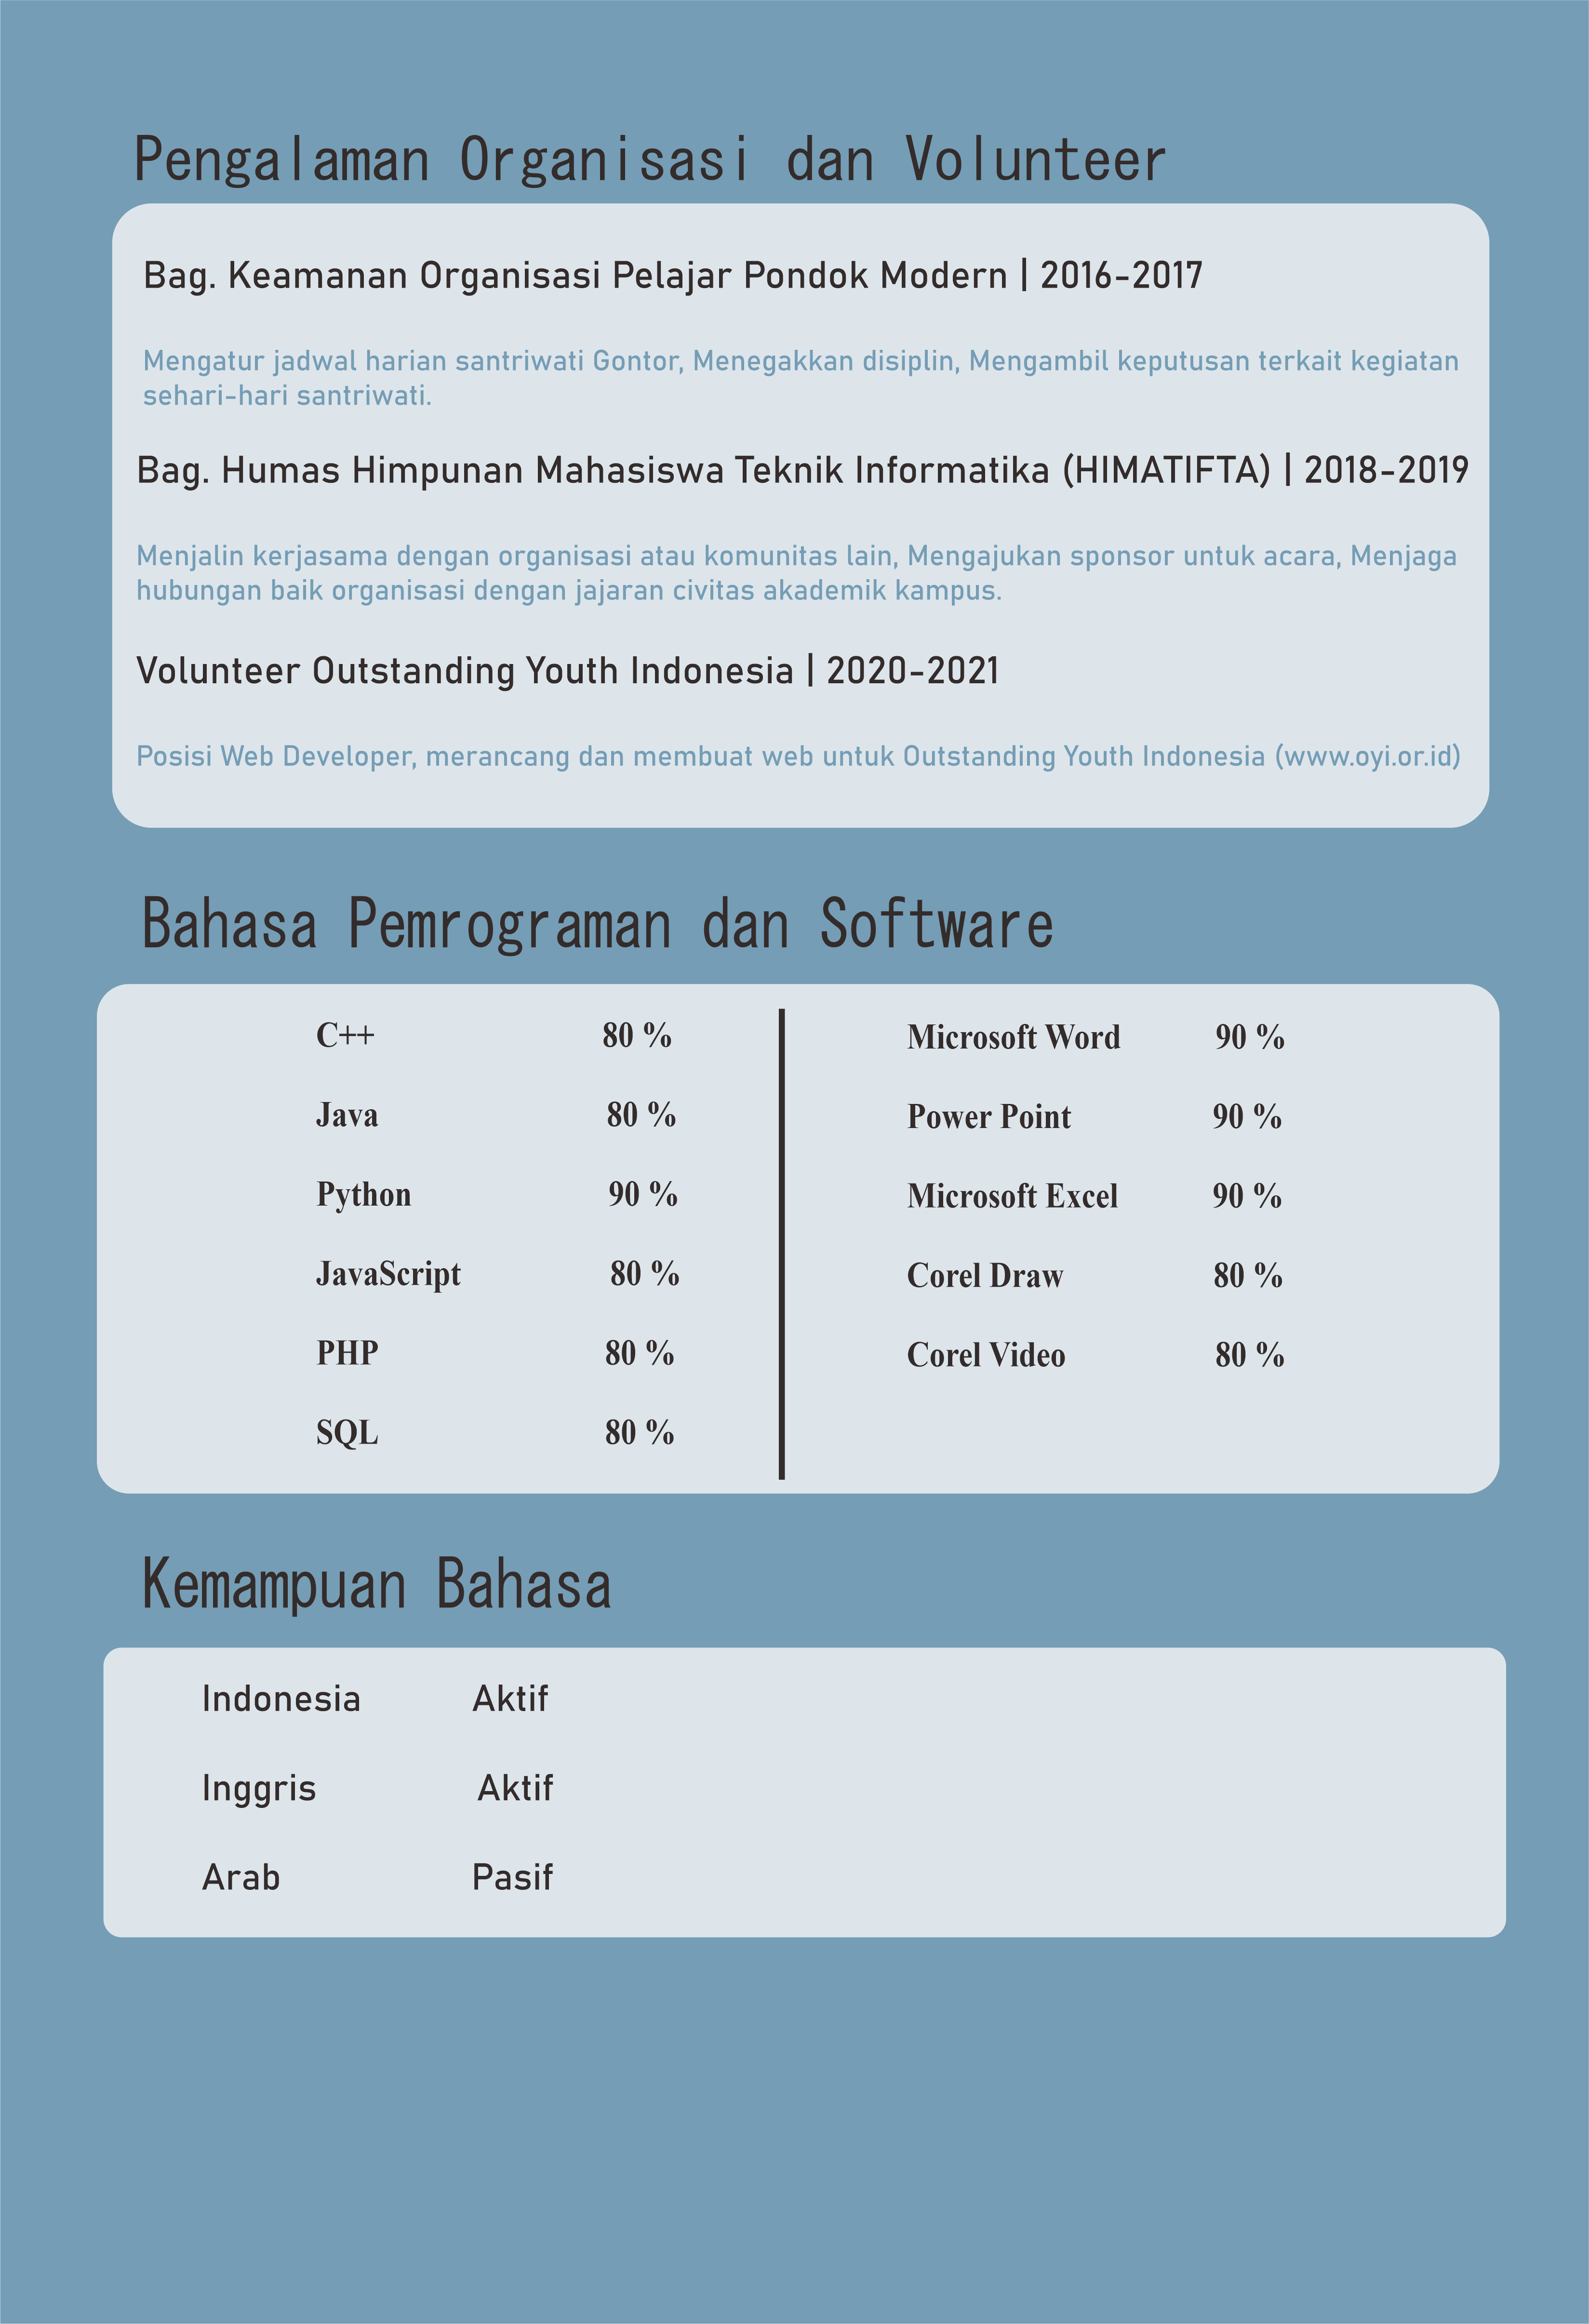 Pengalaman Organisasi dan Volunteer
Bag. Keamanan Organisasi Pelajar Pondok Modern | 2016-2017
Mengatur jadwal harian santriwati Gontor, Menegakkan disiplin, Mengambil keputusan terkait kegiatan
sehari-hari santriwati.
Bag. Humas Himpunan Mahasiswa Teknik Informatika (HIMATIFTA) | 2018-2019
Menjalin kerjasama dengan organisasi atau komunitas lain, Mengajukan sponsor untuk acara, Menjaga
hubungan baik organisasi dengan jajaran civitas akademik kampus.
Volunteer Outstanding Youth Indonesia | 2020-2021
Posisi Web Developer, merancang dan membuat web untuk Outstanding Youth Indonesia (www.oyi.or.id)
Bahasa Pemrograman dan Software
C++ 80 %
Java 80 %
Python 90 %
JavaScript 80 %
PHP 80 %
SQL 80 %
Microsoft Word 90 %
Power Point 90 %
Microsoft Excel 90 %
Corel Draw 80 %
Corel Video 80 %
Kemampuan Bahasa
Indonesia Aktif
Inggris Aktif
Arab Pasif